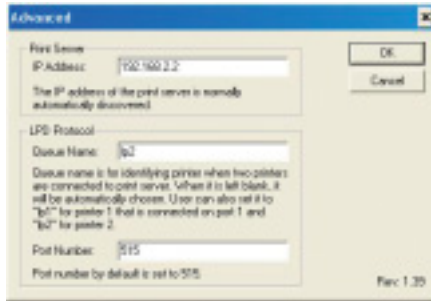 Advanced
Print Server
IP Address: 192.168.2.2
The IP address of the print server is normally
automatically discovered.
LPD Protocol
Queue Name: lp2
Queue name is for identifying printer when two printers
are connected to print server. When it is left blank, it
will be automatically chosen. User can also set it to
"lp1" for printer 1 that is connected on port 1 and
"lp2" for printer 2.
Port Number: 515
Port number by default is set to 515.
OK
Cancel
Rev: 1.39